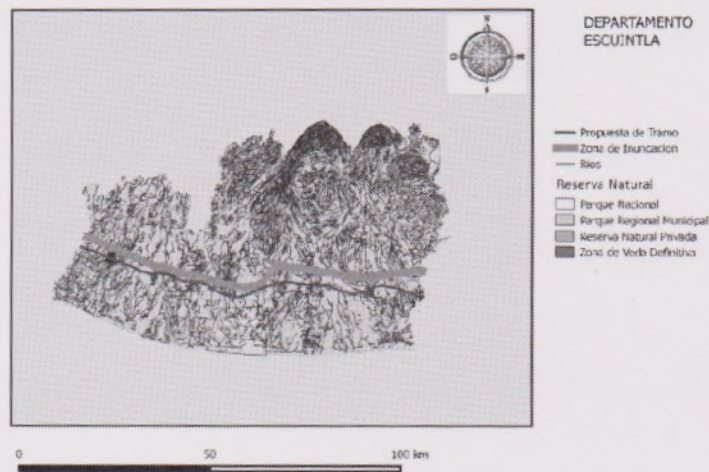 DEPARTAMENTO
ESCUINTLA
N
O
E
S
Propuesta de Tramo
Zona de Inundacion
Rios
Reserva Natural
Parque Nacional
Parque Regional Municipal
Reserva Natural Privada
Zona de Veda Definitiva
0 50 100 km